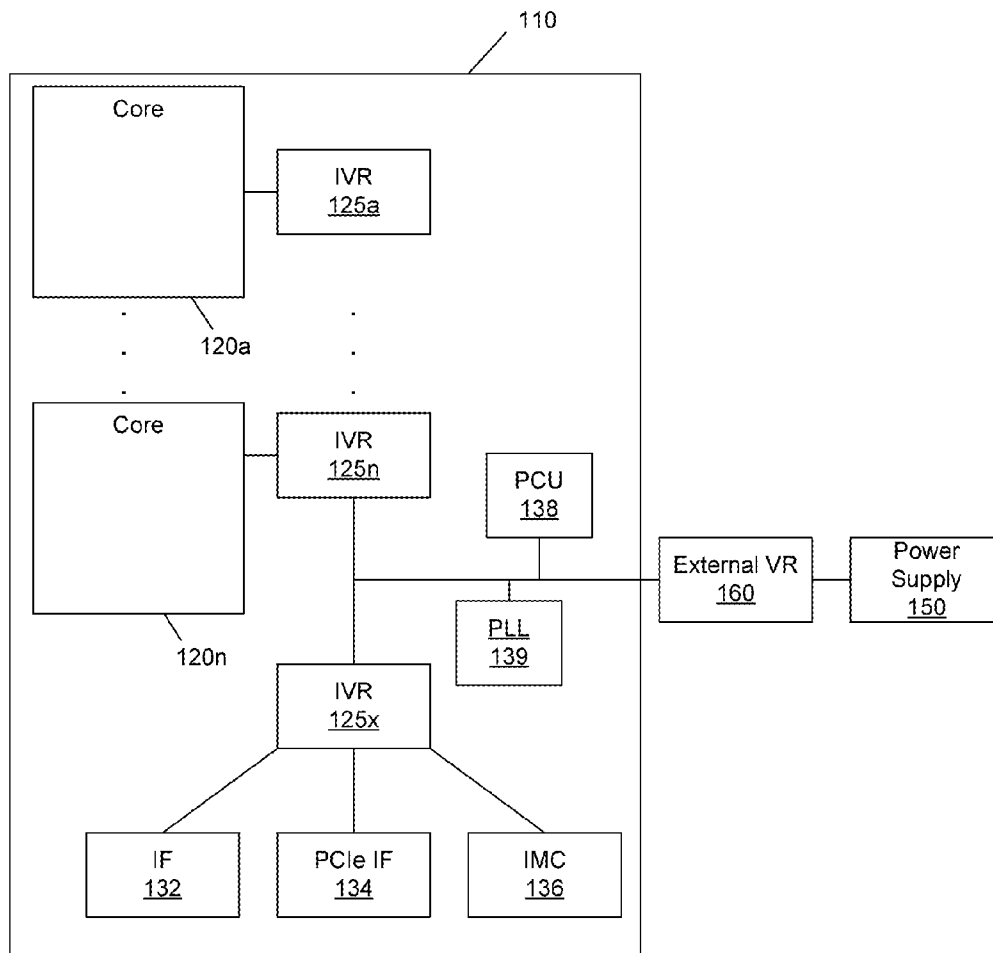 110
Core
IVR
125a
120a
Core
IVR
125n
PCU
138
External VR
160
Power
Supply
150
PLL
139
120n
IVR
125x
IF
132
PCIe IF
134
IMC
136